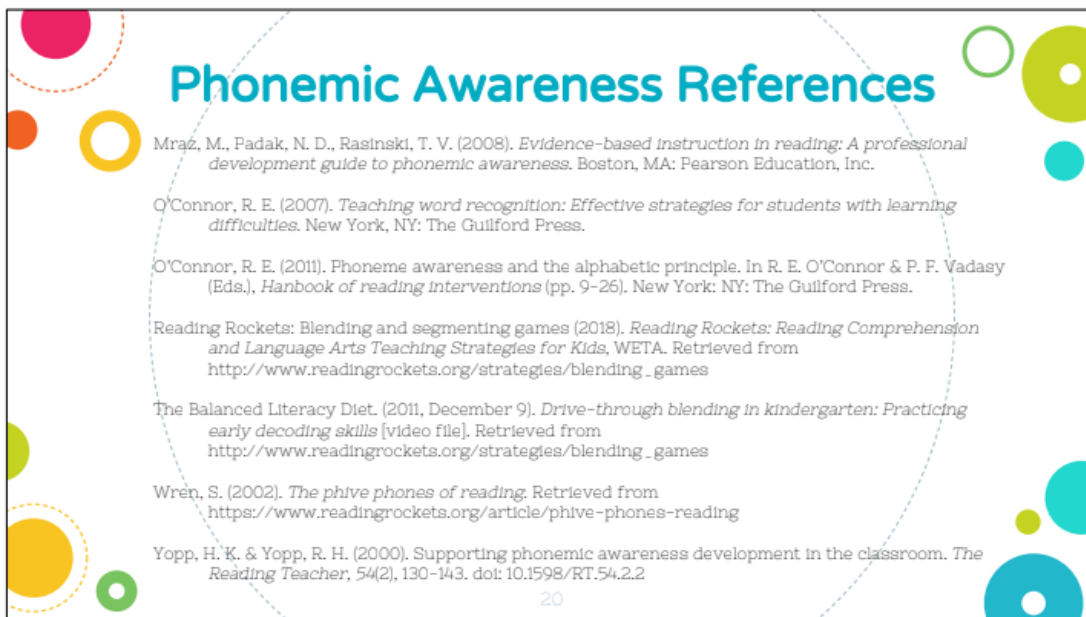 Phonemic Awareness References
Mraz, M., Padak, N. D., Rasinski, T. V. (2008). Evidence-based instruction in reading: A professional
development guide to phonemic awareness. Boston, MA: Pearson Education, Inc.
O'Connor, R. E. (2007). Teaching word recognition: Effective strategies for students with learning
difficulties. New York, NY: The Guilford Press.
O'Connor, R. E. (2011). Phoneme awareness and the alphabetic principle. In R. E. O'Connor & P. F. Vadasy
(Eds.), Hanbook of reading interventions (pp. 9-26). New York: NY: The Guilford Press.
Reading Rockets: Blending and segmenting games (2018). Reading Rockets: Reading Comprehension
and Language Arts Teaching Strategies for Kids, WETA. Retrieved from
http://www.readingrockets.org/strategies/blending_games
The Balanced Literacy Diet. (2011, December 9). Drive-through blending in kindergarten: Practicing
early decoding skills [video file]. Retrieved from
http://www.readingrockets.org/strategies/blending_games
Wren, S. (2002). The phive phones of reading. Retrieved from
https://www.readingrockets.org/article/phive-phones-reading
Yopp, H. K. & Yopp, R. H. (2000). Supporting phonemic awareness development in the classroom. The
Reading Teacher, 54(2), 130-143. doi: 10.1598/RT.54.2.2
20